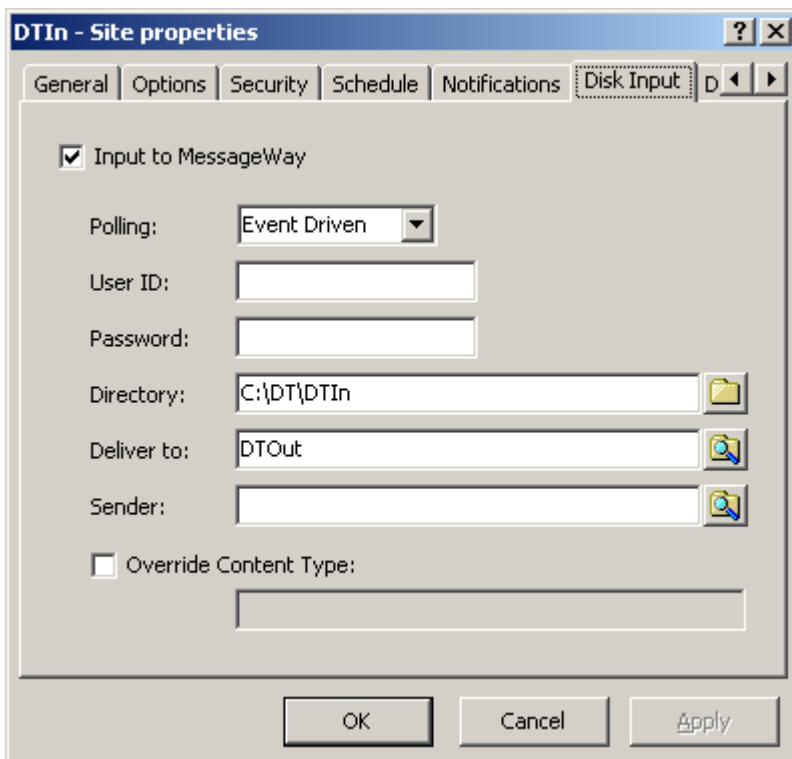 DTIn - Site properties
General Options Security Schedule Notifications Disk Input D
Input to MessageWay
Polling: Event Driven
User ID:
Password:
Directory: C:\DT\DTIn
Deliver to: DTOut
Sender:
Override Content Type:
OK Cancel Apply